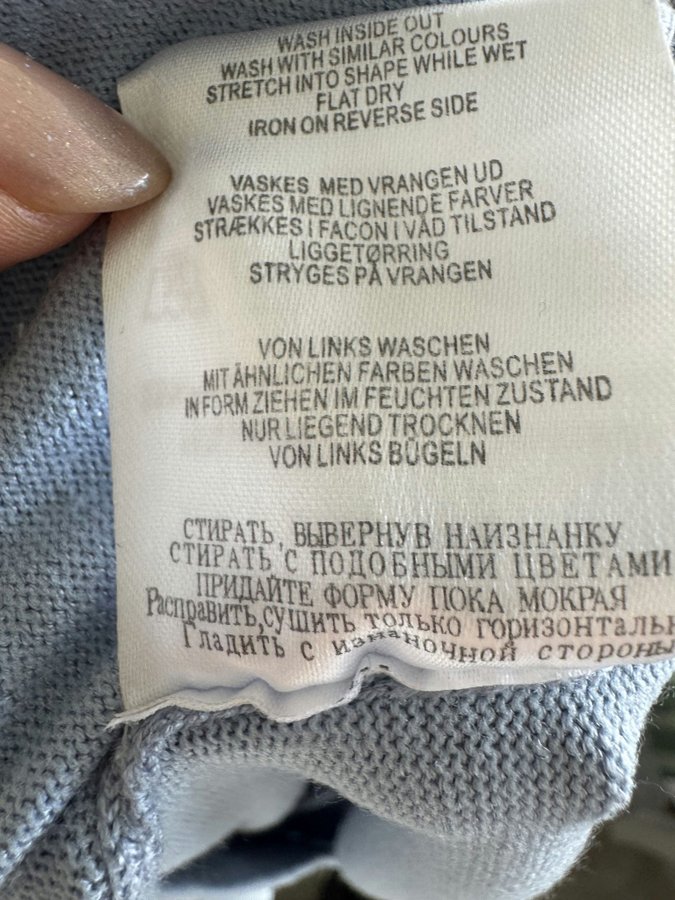 WASH INSIDE OUT
WASH WITH SIMILAR COLOURS
STRETCH INTO SHAPE WHILE WET
FLAT DRY
IRON ON REVERSE SIDE
VASKES MED VRANGEN UD
VASKES MED LIGNENDE FARVER
STRÆKKES I FACON I VÅD TILSTAND
LIGGETØRRING
STRYGES PÅ VRANGEN
VON LINKS WASCHEN
MIT ÄHNLICHEN FARBEN WASCHEN
IN FORM ZIEHEN IM FEUCHTEN ZUSTAND
NUR LIEGEND TROCKNEN
VON LINKS BÜGELN
СТИРАТЬ, ВЫВЕРНУВ НАИЗНАНКУ
СТИРАТЬ С ПОДОБНЫМИ ЦВЕТАМИ
ПРИДАЙТЕ ФОРМУ ПОКА МОКРАЯ
Расправить, сушить только горизонтальн
Гладить с изнаночной стороны